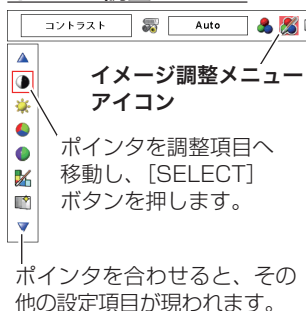 コントラスト Auto
イメージ調整メニュー
アイコン
ポインタを調整項目へ
移動し、［SELECT］
ボタンを押します。
ポインタを合わせると、その
他の設定項目が現われます。